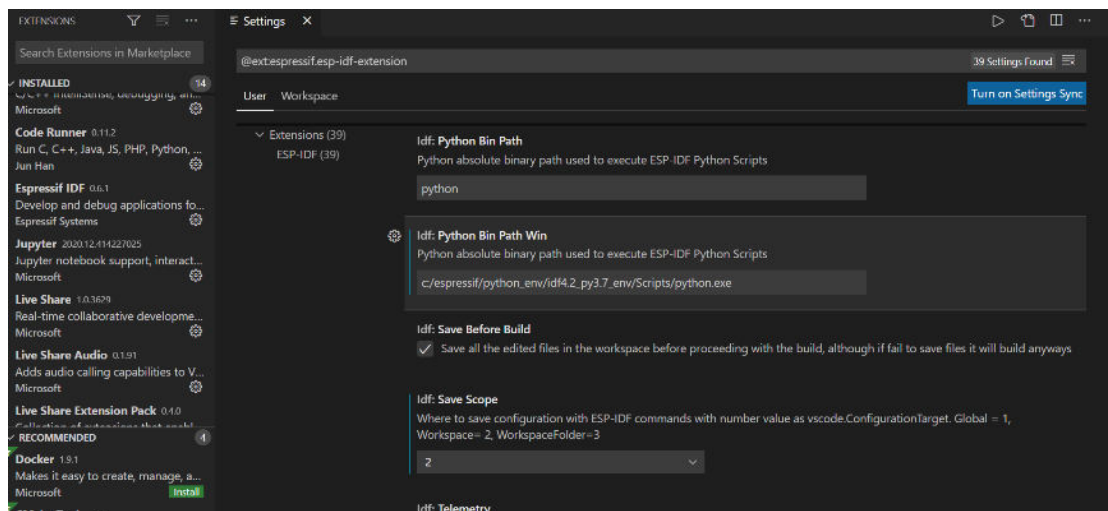 EXTENSIONS
Search Extensions in Marketplace
INSTALLED 14
C/C++ IntelliSense, debugging, an...
Microsoft
Code Runner 0.11.2
Run C, C++, Java, JS, PHP, Python, ...
Jun Han
Espressif IDF 0.6.1
Develop and debug applications fo...
Espressif Systems
Jupyter 2020.12.414227025
Jupyter notebook support, interact...
Microsoft
Live Share 1.0.3629
Real-time collaborative developme...
Microsoft
Live Share Audio 0.1.91
Adds audio calling capabilities to V...
Microsoft
Live Share Extension Pack 0.4.0
Collection of extensions that enabl...
RECOMMENDED 4
Docker 1.9.1
Makes it easy to create, manage, a...
Microsoft Install
Settings
@ext:espressif.esp-idf-extension
39 Settings Found
User Workspace
Turn on Settings Sync
Extensions (39)
ESP-IDF (39)
Idf: Python Bin Path
Python absolute binary path used to execute ESP-IDF Python Scripts
python
Idf: Python Bin Path Win
Python absolute binary path used to execute ESP-IDF Python Scripts
c:/espressif/python_env/idf4.2_py3.7_env/Scripts/python.exe
Idf: Save Before Build
Save all the edited files in the workspace before proceeding with the build, although if fail to save files it will build anyways
Idf: Save Scope
Where to save configuration with ESP-IDF commands with number value as vscode.ConfigurationTarget. Global = 1,
Workspace= 2, WorkspaceFolder=3
2
Idf: Telemetry